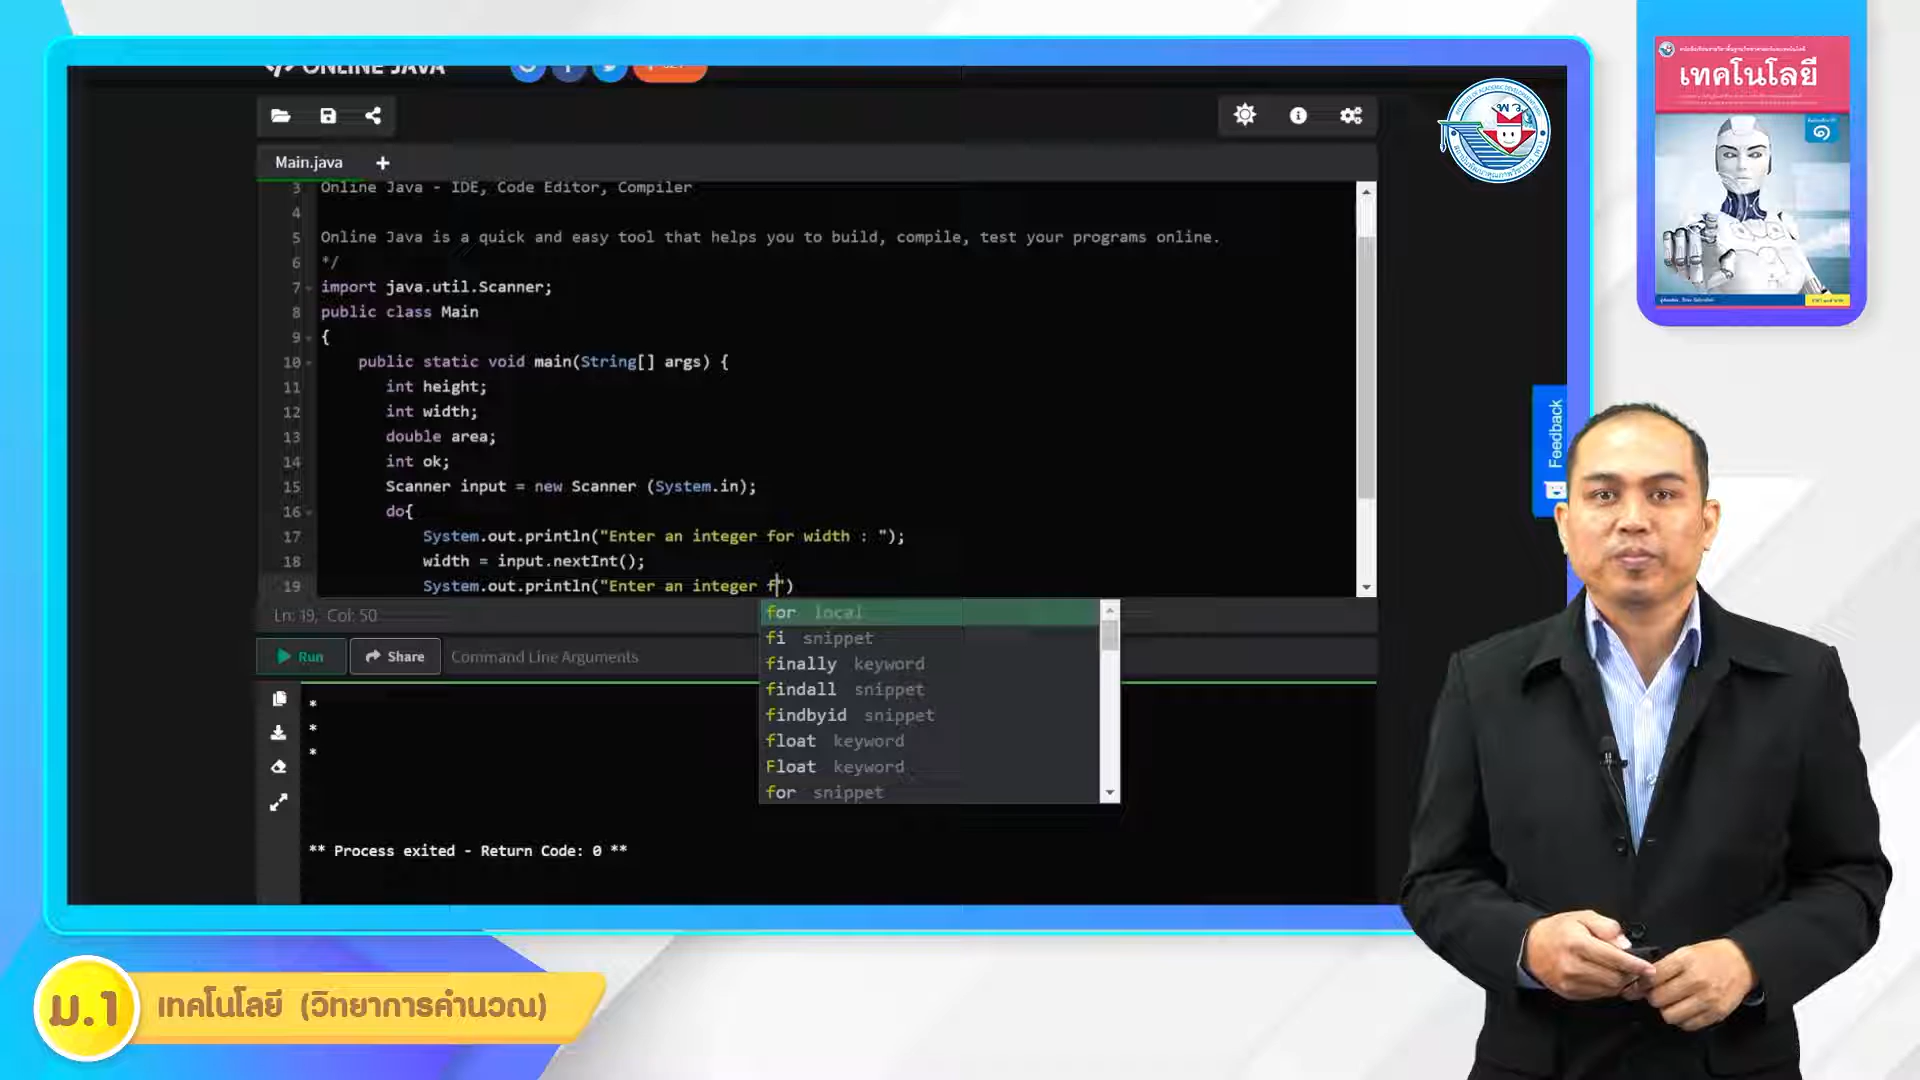 ONLINE JAVA
เทคโนโลยี
๑
Main.java +
3 Online Java - IDE, Code Editor, Compiler
4
5 Online Java is a quick and easy tool that helps you to build, compile, test your programs online.
6 */
7 import java.util.Scanner;
8 public class Main
9 {
10 public static void main(String[] args) {
11 int height;
12 int width;
13 double area;
14 int ok;
15 Scanner input = new Scanner (System.in);
16 do{
17 System.out.println("Enter an integer for width : ");
18 width = input.nextInt();
19 System.out.println("Enter an integer f")
Ln: 19, Col: 50
for local
fi snippet
finally keyword
findall snippet
findbyid snippet
float keyword
Float keyword
for snippet
Run
Share
Command Line Arguments
*
*
*
** Process exited - Return Code: 0 **
Feedback
พว
ม.1
เทคโนโลยี (วิทยาการคำนวณ)